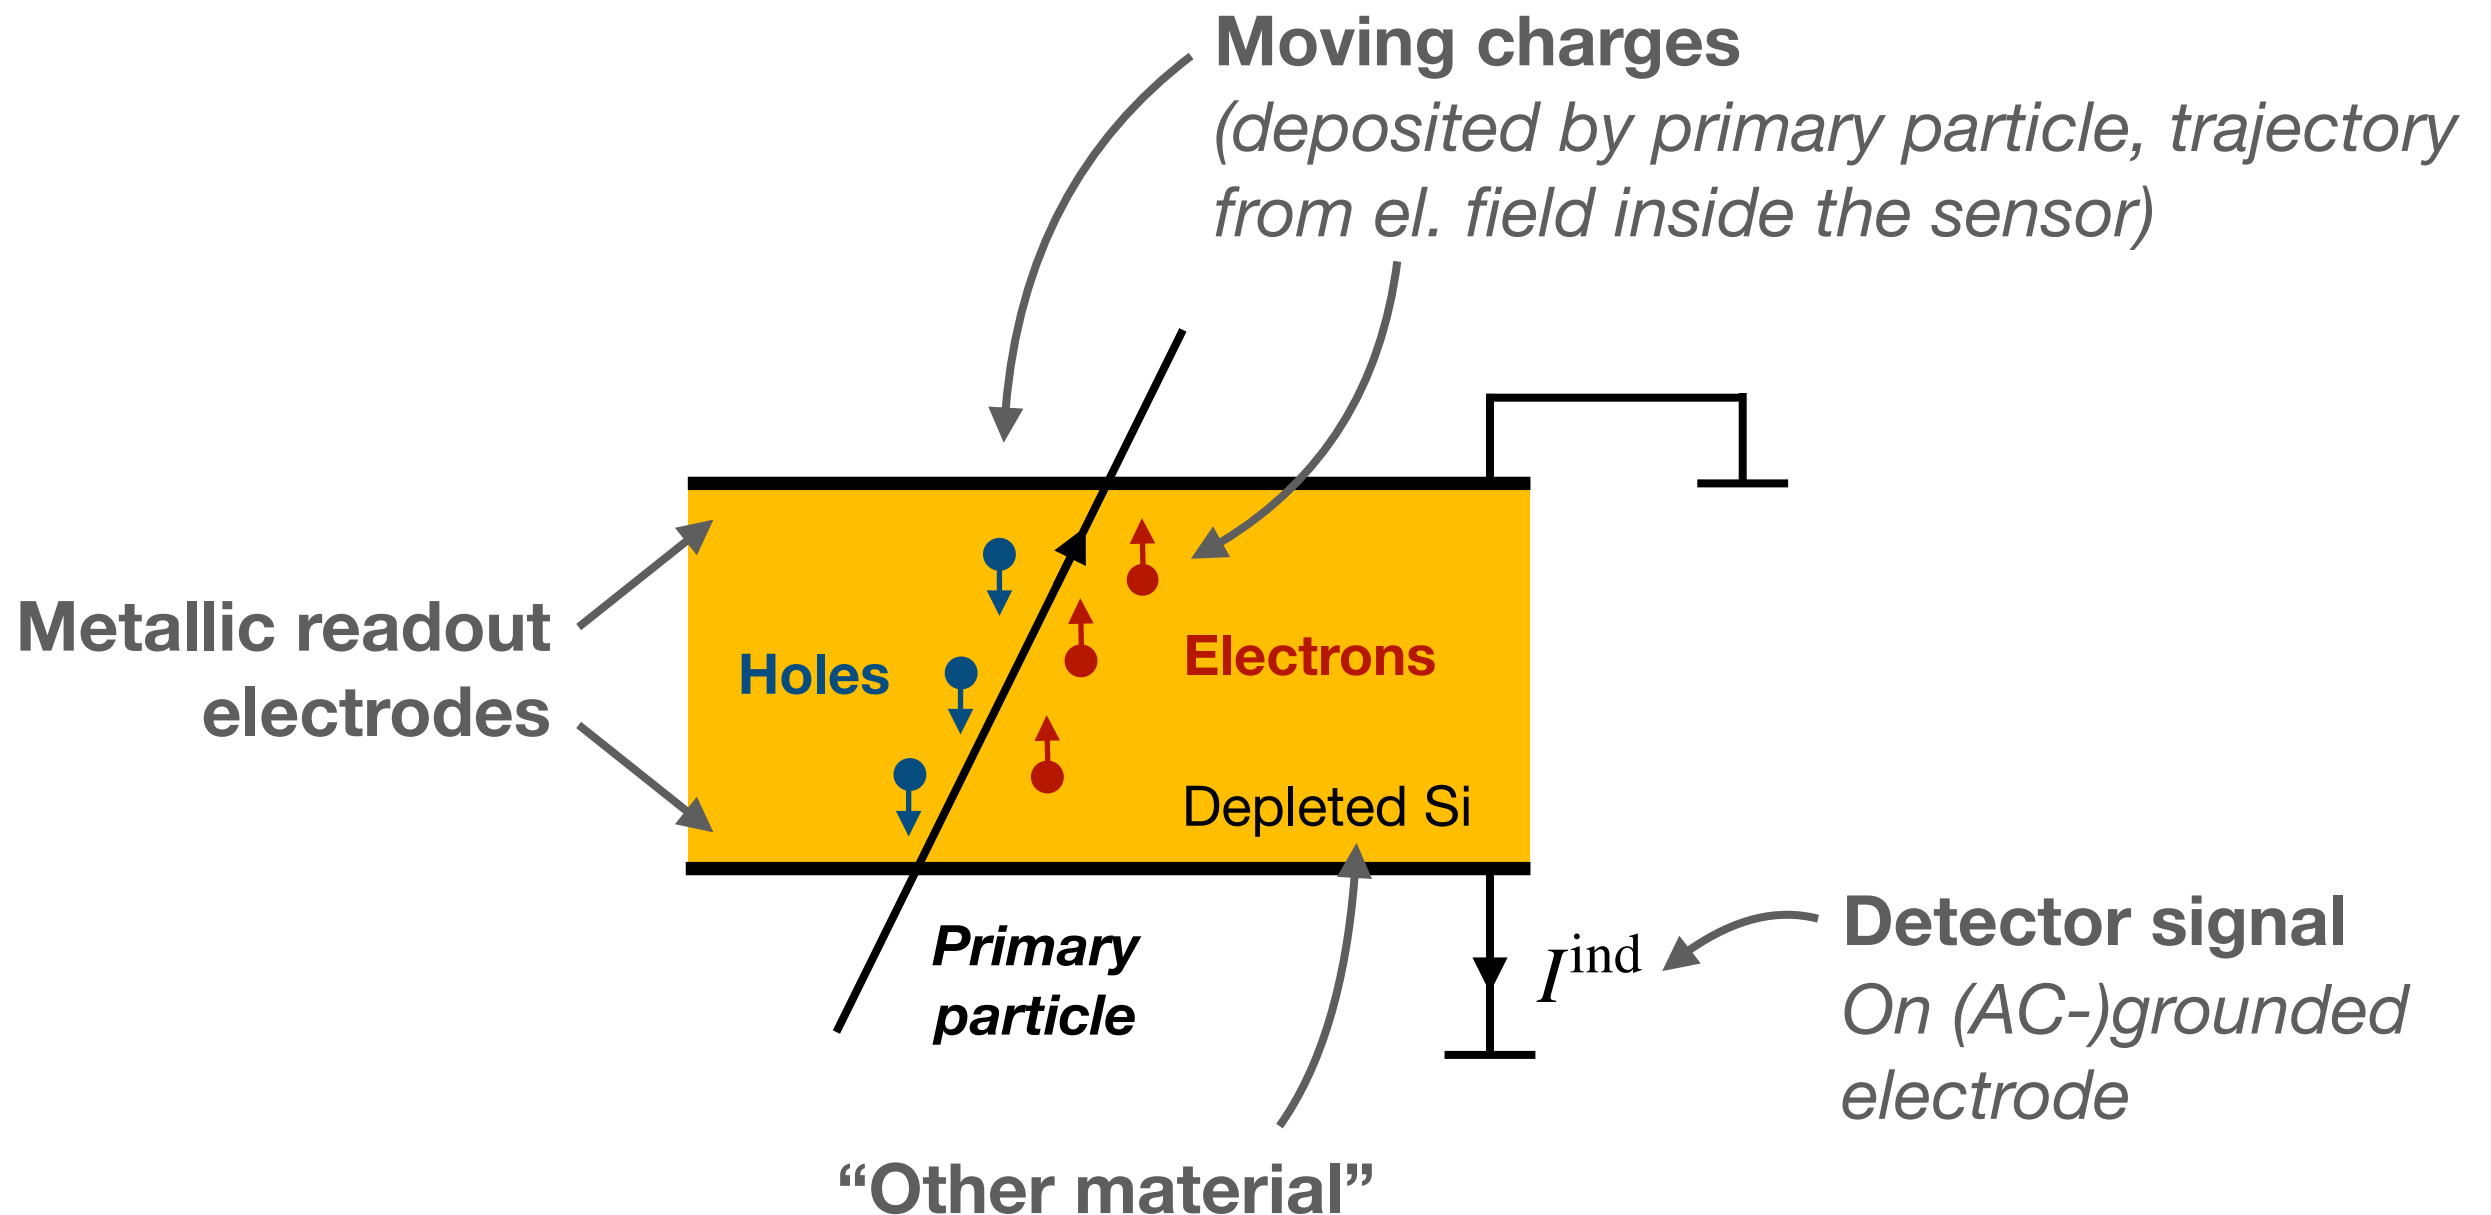 Moving charges
(deposited by primary particle, trajectory
from el. field inside the sensor)
Metallic readout
electrodes
Holes
Electrons
Depleted Si
Primary
particle
I^ind
Detector signal
On (AC-)grounded
electrode
“Other material”